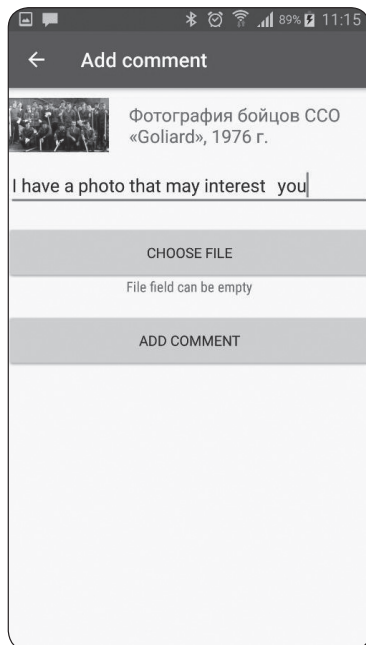 89% 11:15
Add comment
Фотография бойцов ССО
«Goliard», 1976 г.
I have a photo that may interest you
CHOOSE FILE
File field can be empty
ADD COMMENT